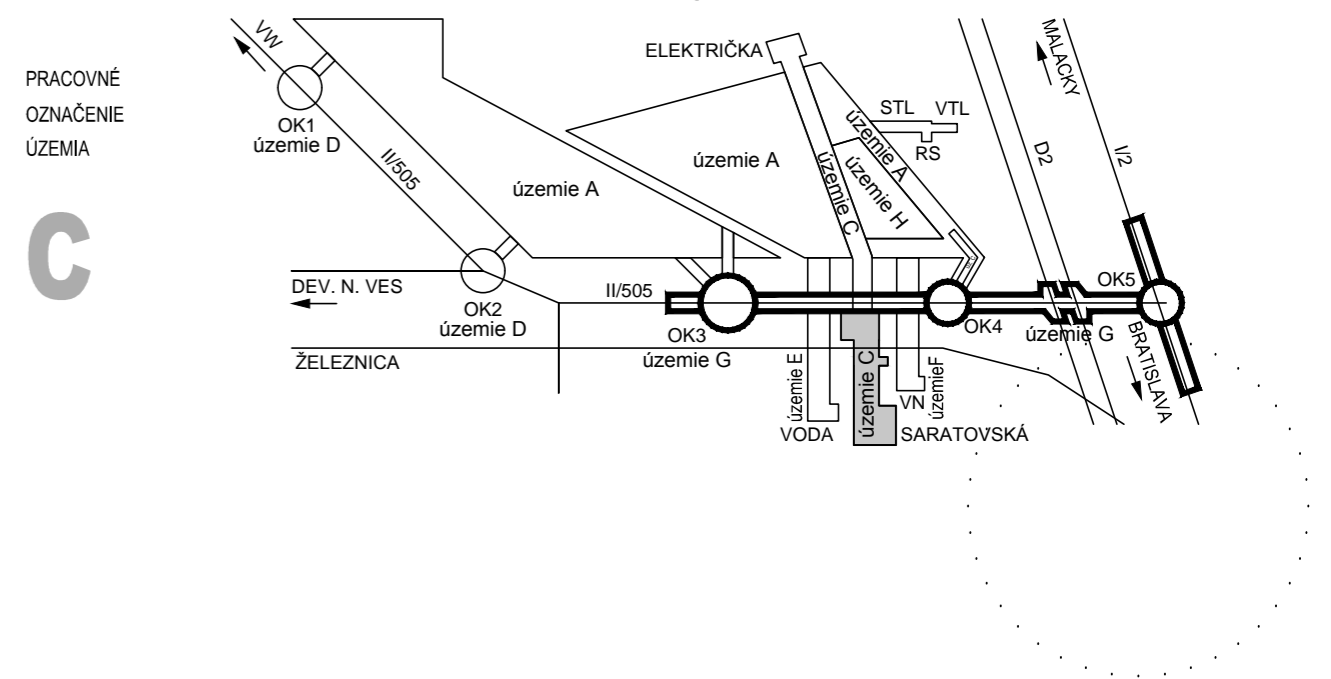 PRACOVNÉ
OZNAČENIE
ÚZEMIA
C
VW
OK1
územie D
II/505
OK2
územie D
DEV. N. VES
ŽELEZNICA
územie A
územie A
ELEKTRIČKA
územie C
územie A
územie H
STL VTL
RS
II/505
OK3
územie G
územie E
VODA
územie C
SARATOVSKÁ
VN
územieF
OK4
územie G
OK5
D2
I/2
MALACKY
BRATISLAVA